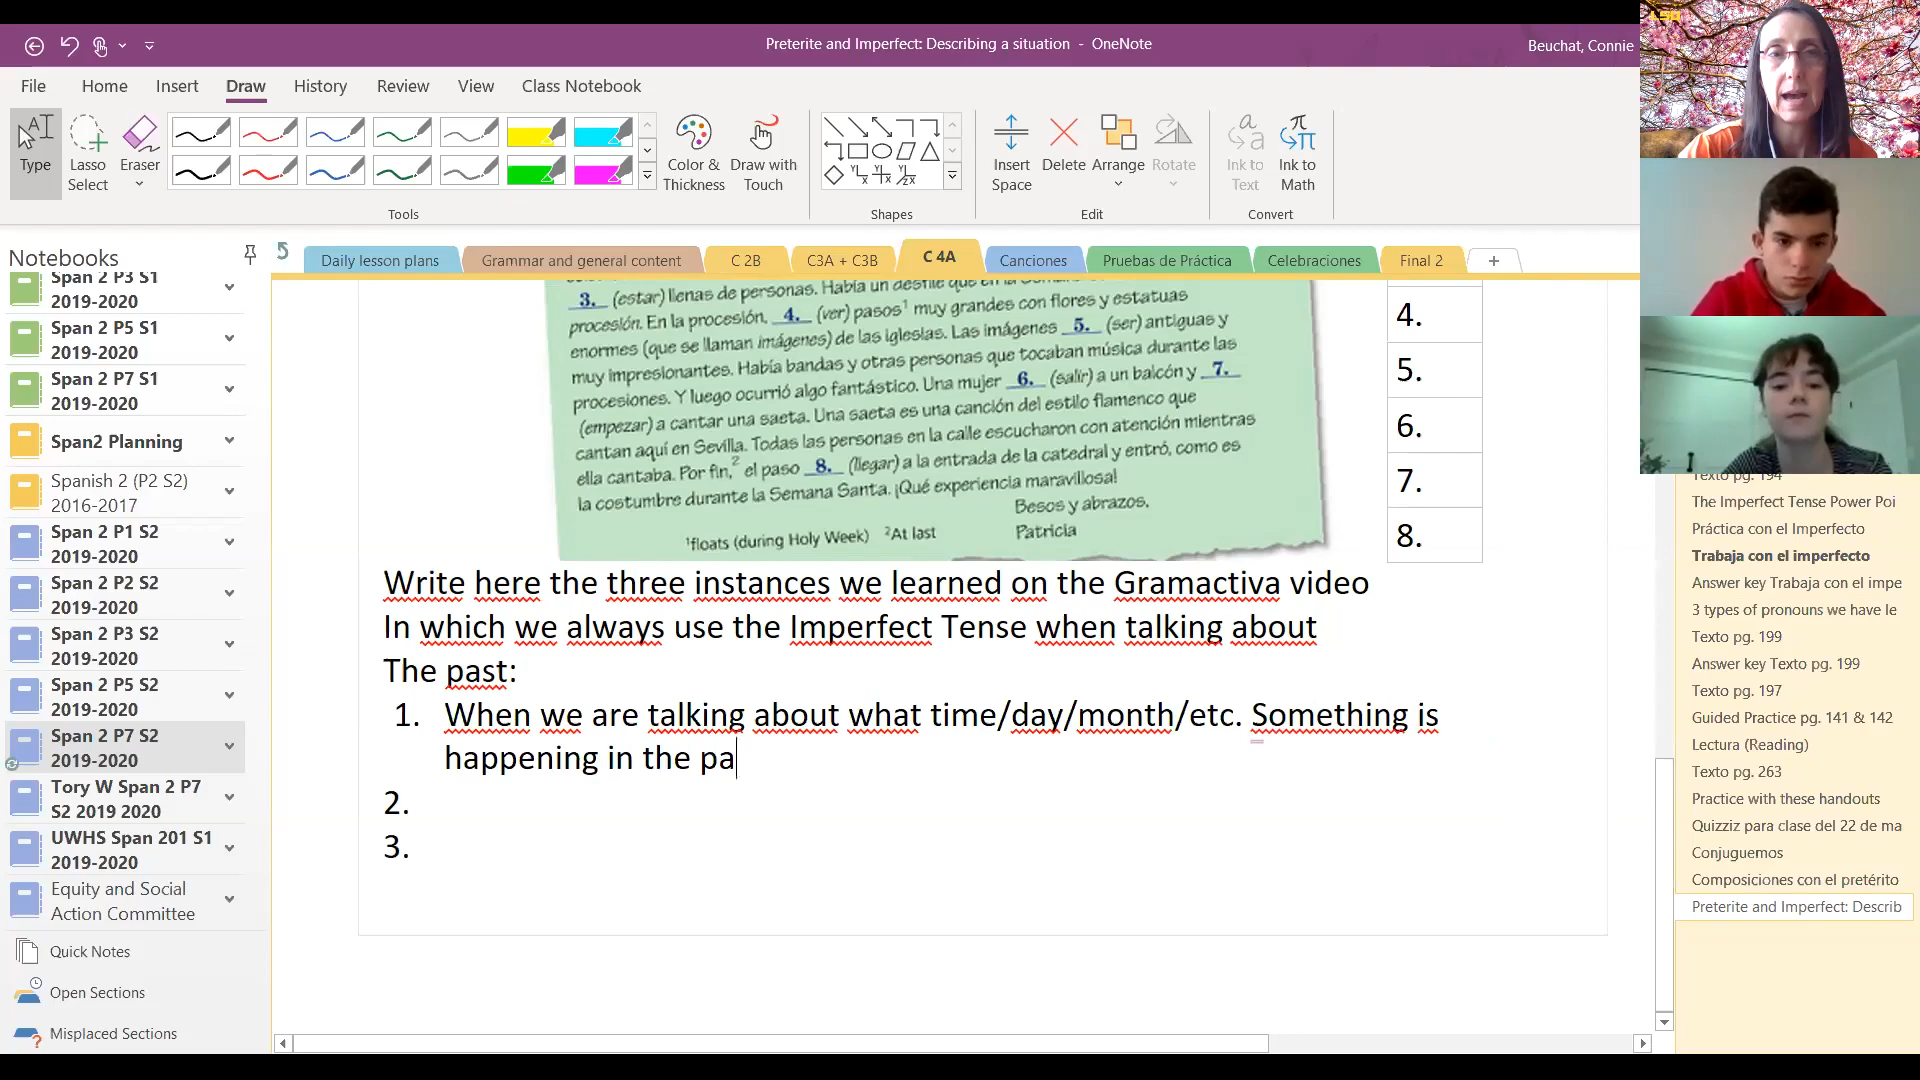 LSU
Preterite and Imperfect: Describing a situation - OneNote
Beuchat, Connie
File Home Insert Draw History Review View Class Notebook
Type
Lasso Select
Eraser
Color & Thickness
Draw with Touch
Insert Space
Delete
Arrange
Rotate
Ink to Text
Ink to Math
Tools
Shapes
Edit
Convert
Notebooks
Daily lesson plans
Grammar and general content
C 2B
C3A + C3B
C 4A
Canciones
Pruebas de Práctica
Celebraciones
Final 2
+
Span 2 P3 S1
2019-2020
Span 2 P5 S1
2019-2020
Span 2 P7 S1
2019-2020
Span2 Planning
Spanish 2 (P2 S2)
2016-2017
Span 2 P1 S2
2019-2020
Span 2 P2 S2
2019-2020
Span 2 P3 S2
2019-2020
Span 2 P5 S2
2019-2020
Span 2 P7 S2
2019-2020
Tory W Span 2 P7
S2 2019 2020
UWHS Span 201 S1
2019-2020
Equity and Social
Action Committee
Quick Notes
Open Sections
Misplaced Sections
3. (estar) llenas de personas. Había un desfile que en la
procesión. En la procesión, 4. (ver) pasos¹ muy grandes con flores y estatuas
enormes (que se llaman imágenes) de las iglesias. Las imágenes 5. (ser) antiguas y
muy impresionantes. Había bandas y otras personas que tocaban música durante las
procesiones. Y luego ocurrió algo fantástico. Una mujer 6. (salir) a un balcón y 7.
(empezar) a cantar una saeta. Una saeta es una canción del estilo flamenco que
cantan aquí en Sevilla. Todas las personas en la calle escucharon con atención mientras
ella cantaba. Por fin,² el paso 8. (llegar) a la entrada de la catedral y entró, como es
la costumbre durante la Semana Santa. ¡Qué experiencia maravillosa!
Besos y abrazos,
Patricia
¹floats (during Holy Week) ²At last
4.
5.
6.
7.
8.
Write here the three instances we learned on the Gramactiva video
In which we always use the Imperfect Tense when talking about
The past:
1. When we are talking about what time/day/month/etc. Something is
happening in the pa
2.
3.
Texto pg. 194
The Imperfect Tense Power Poi
Práctica con el Imperfecto
Trabaja con el imperfecto
Answer key Trabaja con el impe
3 types of pronouns we have le
Texto pg. 199
Answer key Texto pg. 199
Texto pg. 197
Guided Practice pg. 141 & 142
Lectura (Reading)
Texto pg. 263
Practice with these handouts
Quizziz para clase del 22 de ma
Conjuguemos
Composiciones con el pretérito
Preterite and Imperfect: Describ